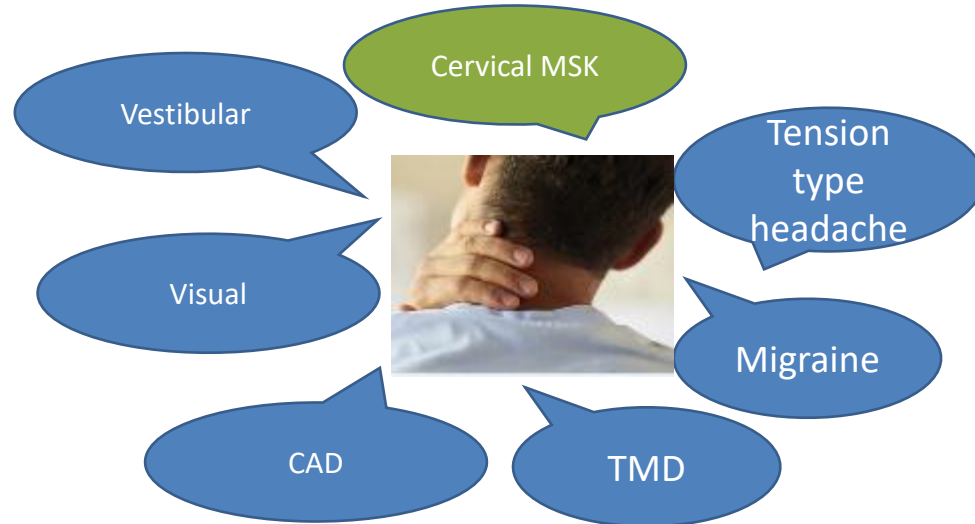 Cervical MSK
Vestibular
Tension
type
headache
Visual
Migraine
CAD
TMD